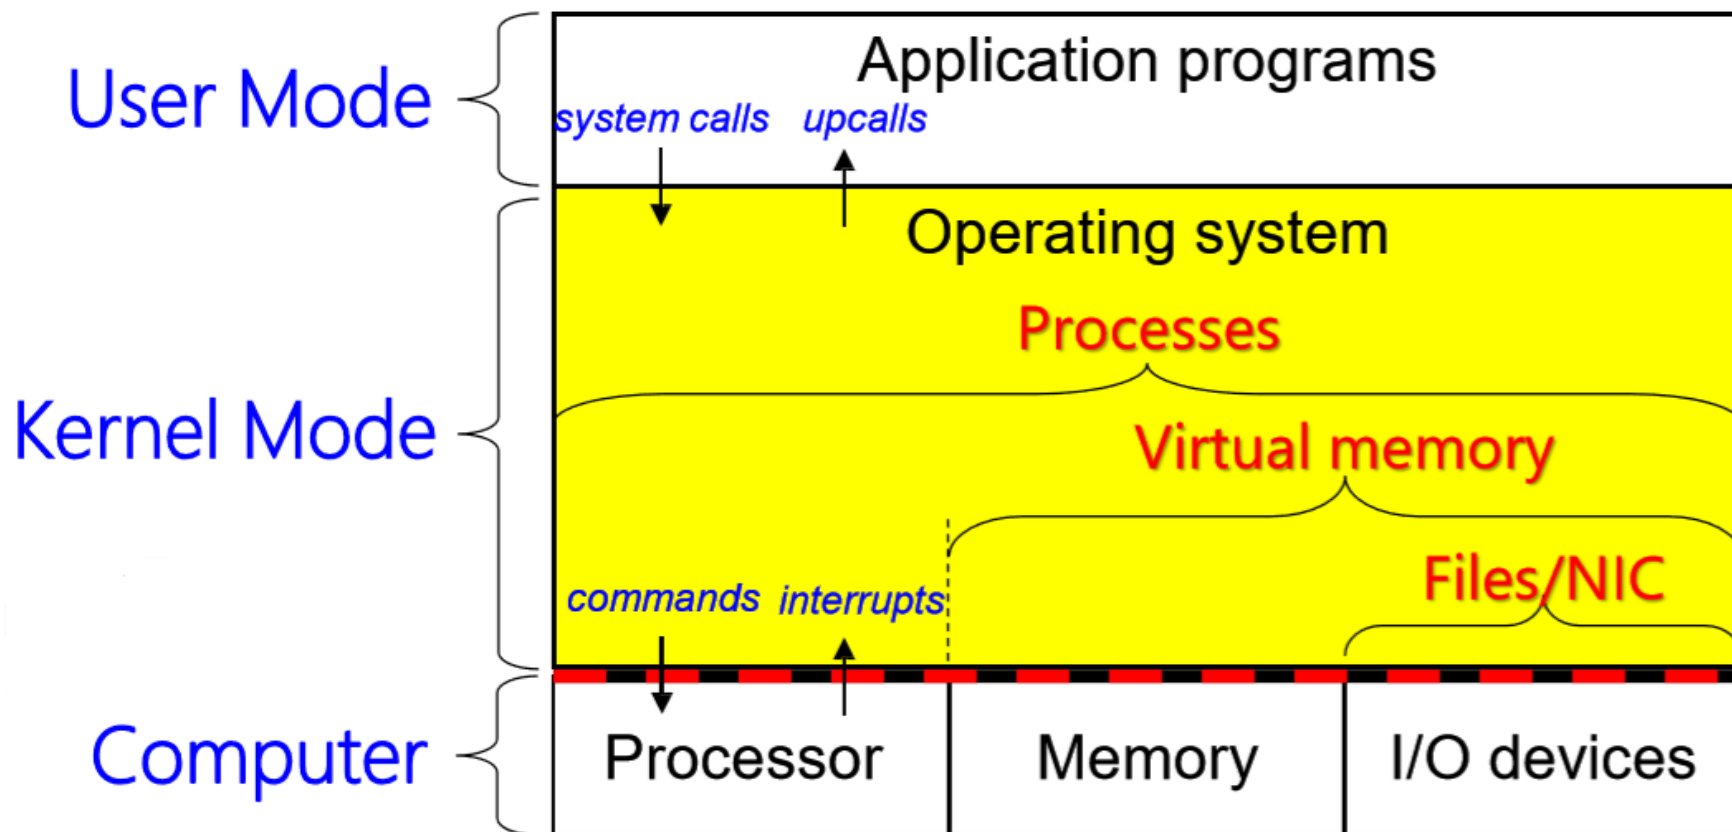 Application programs
User Mode
system calls upcalls
Operating system
Processes
Kernel Mode
Virtual memory
Files/NIC
commands interrupts
Computer
Processor
Memory
I/O devices